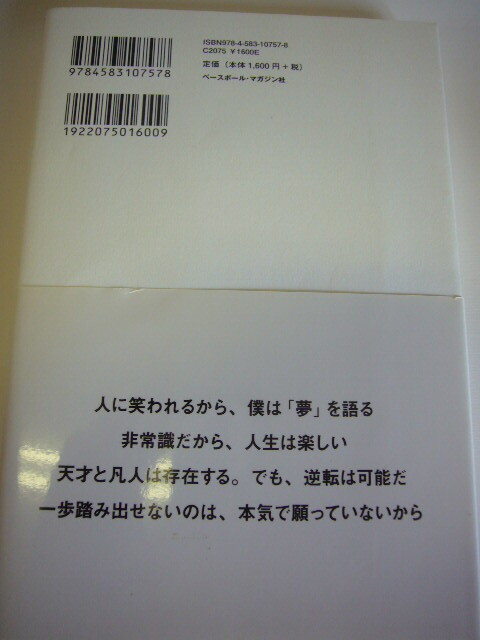 ISBN978-4-583-10757-8
C2075 ¥1600E
定価（本体1,600円+税）
ベースボール・マガジン社
9784583107578
1922075016009
人に笑われるから、僕は「夢」を語る
非常識だから、人生は楽しい
天才と凡人は存在する。でも、逆転は可能だ
一歩踏み出せないのは、本気で願っていないから